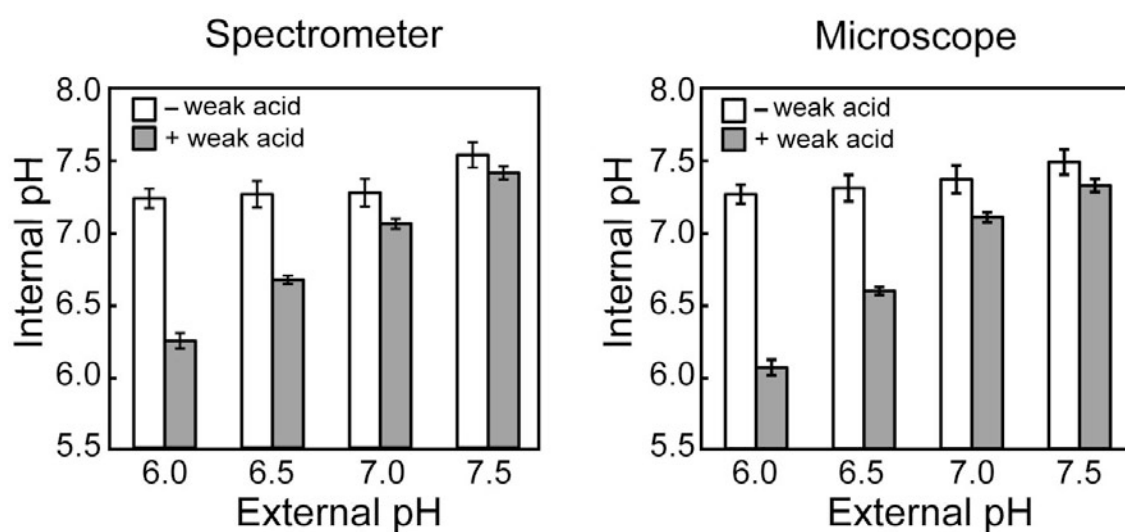 Spectrometer
8.0
7.5
7.0
6.5
6.0
5.5
Internal pH
– weak acid
+ weak acid
6.0 6.5 7.0 7.5
External pH
Microscope
8.0
7.5
7.0
6.5
6.0
5.5
Internal pH
– weak acid
+ weak acid
6.0 6.5 7.0 7.5
External pH